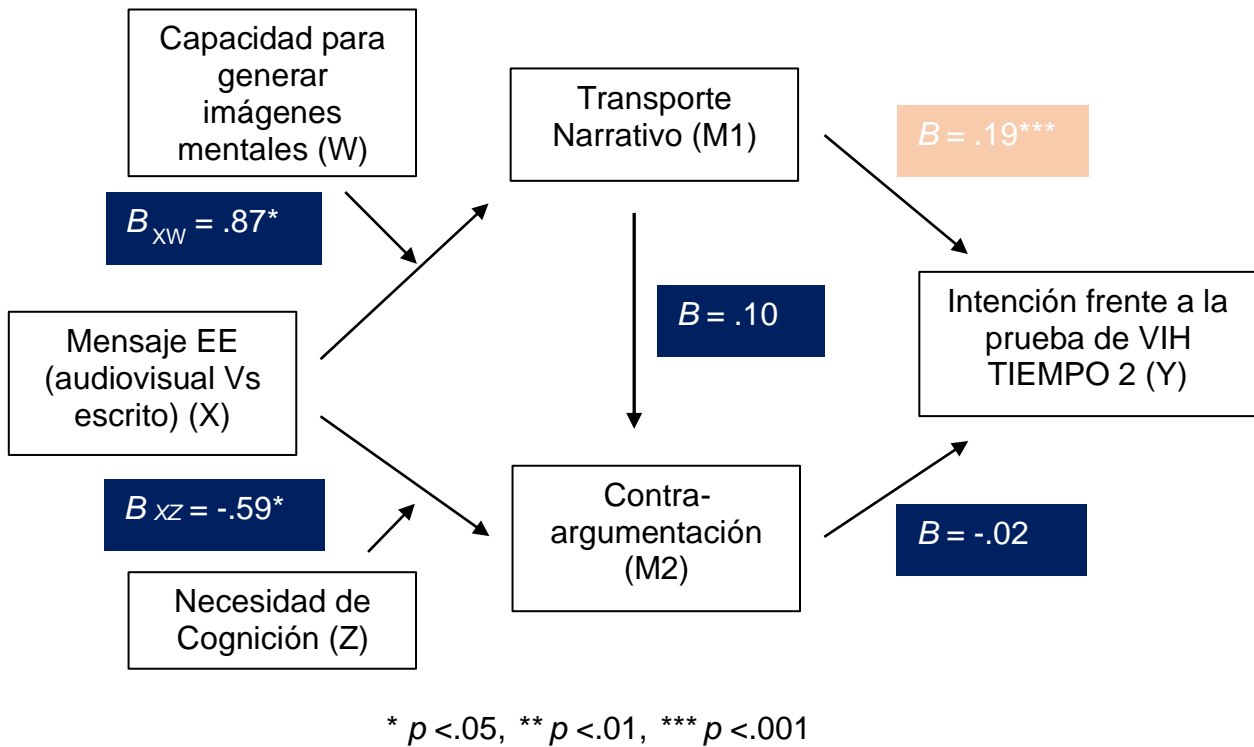 Capacidad para
generar
imágenes
mentales (W)
Transporte
Narrativo (M1)
B = .19***
B XW = .87*
Mensaje EE
(audiovisual Vs
escrito) (X)
B = .10
Intención frente a la
prueba de VIH
TIEMPO 2 (Y)
B XZ = -.59*
Contra-
argumentación
(M2)
B = -.02
Necesidad de
Cognición (Z)
* p <.05, ** p <.01, *** p <.001